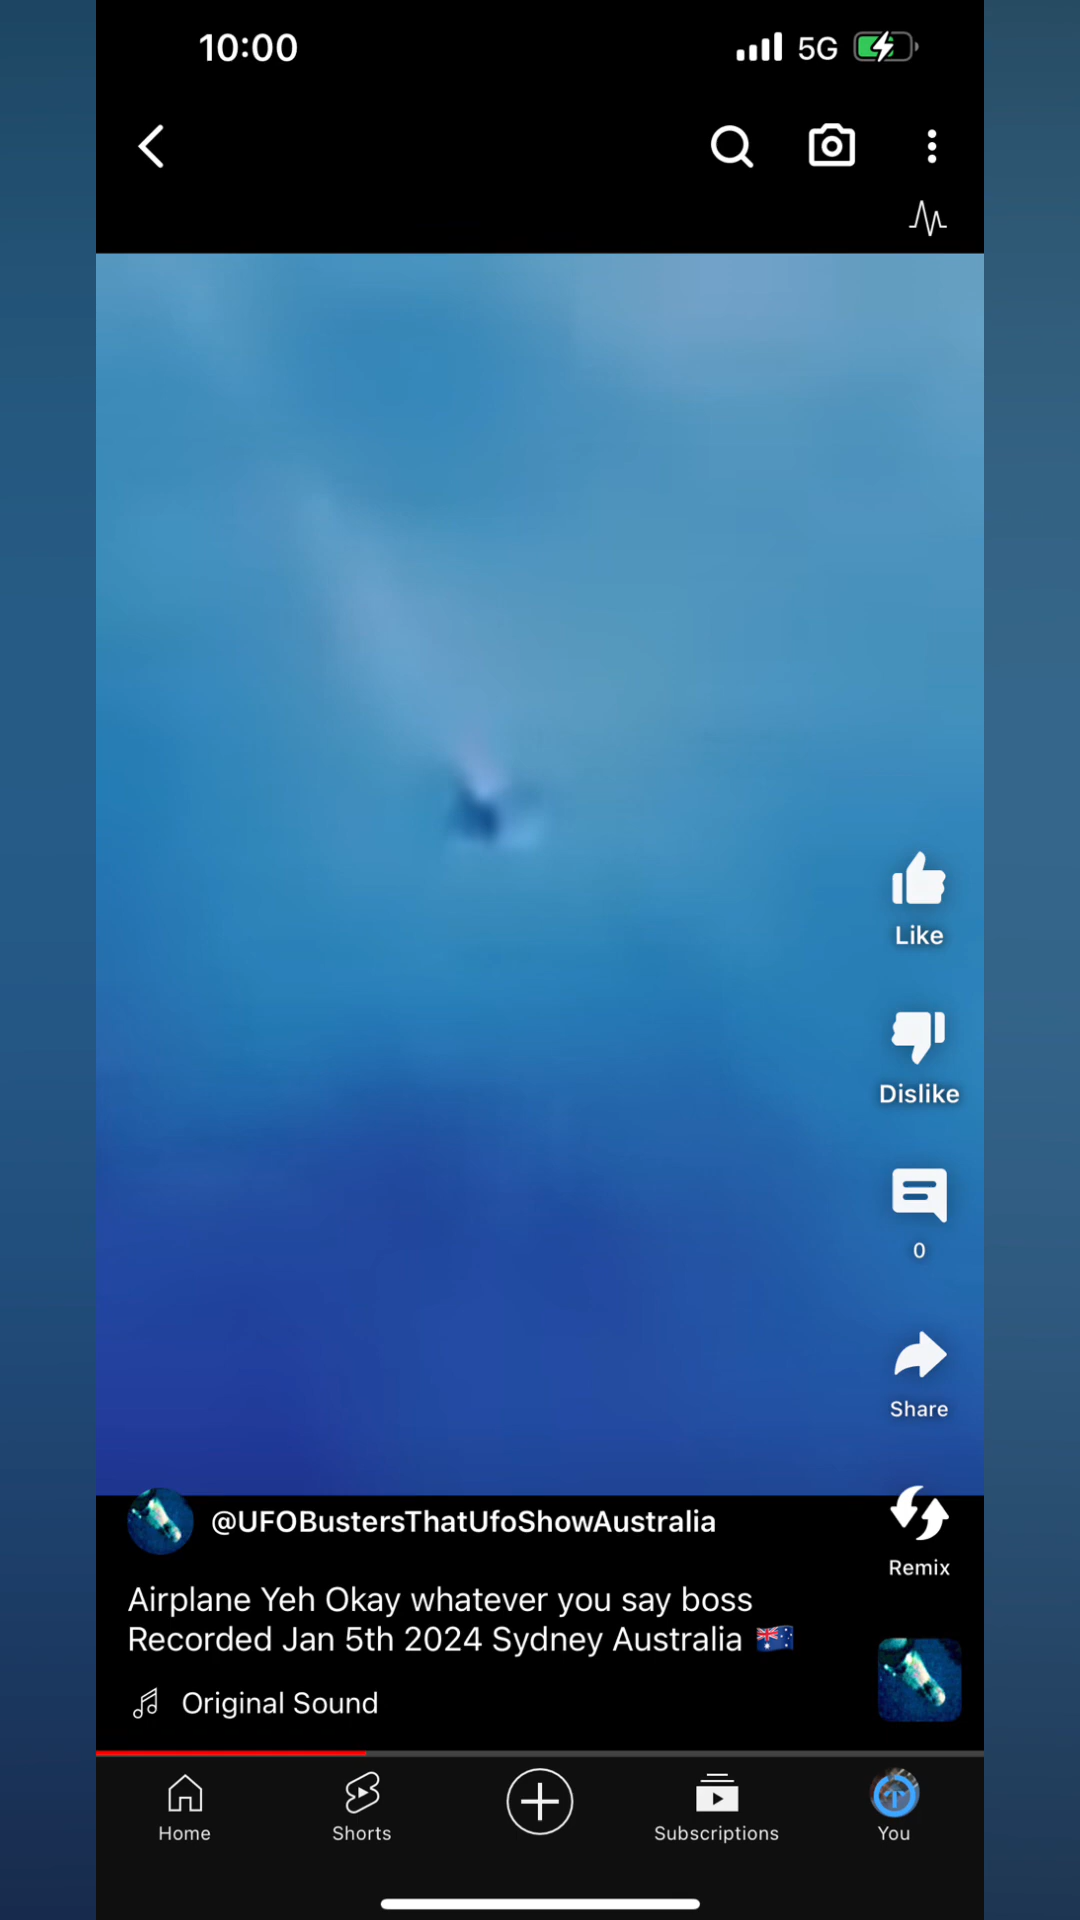 10:00
5G
Like
Dislike
0
Share
@UFOBustersThatUfoShowAustralia
Remix
Airplane Yeh Okay whatever you say boss
Recorded Jan 5th 2024 Sydney Australia 🇦🇺
Original Sound
Home
Shorts
Subscriptions
You